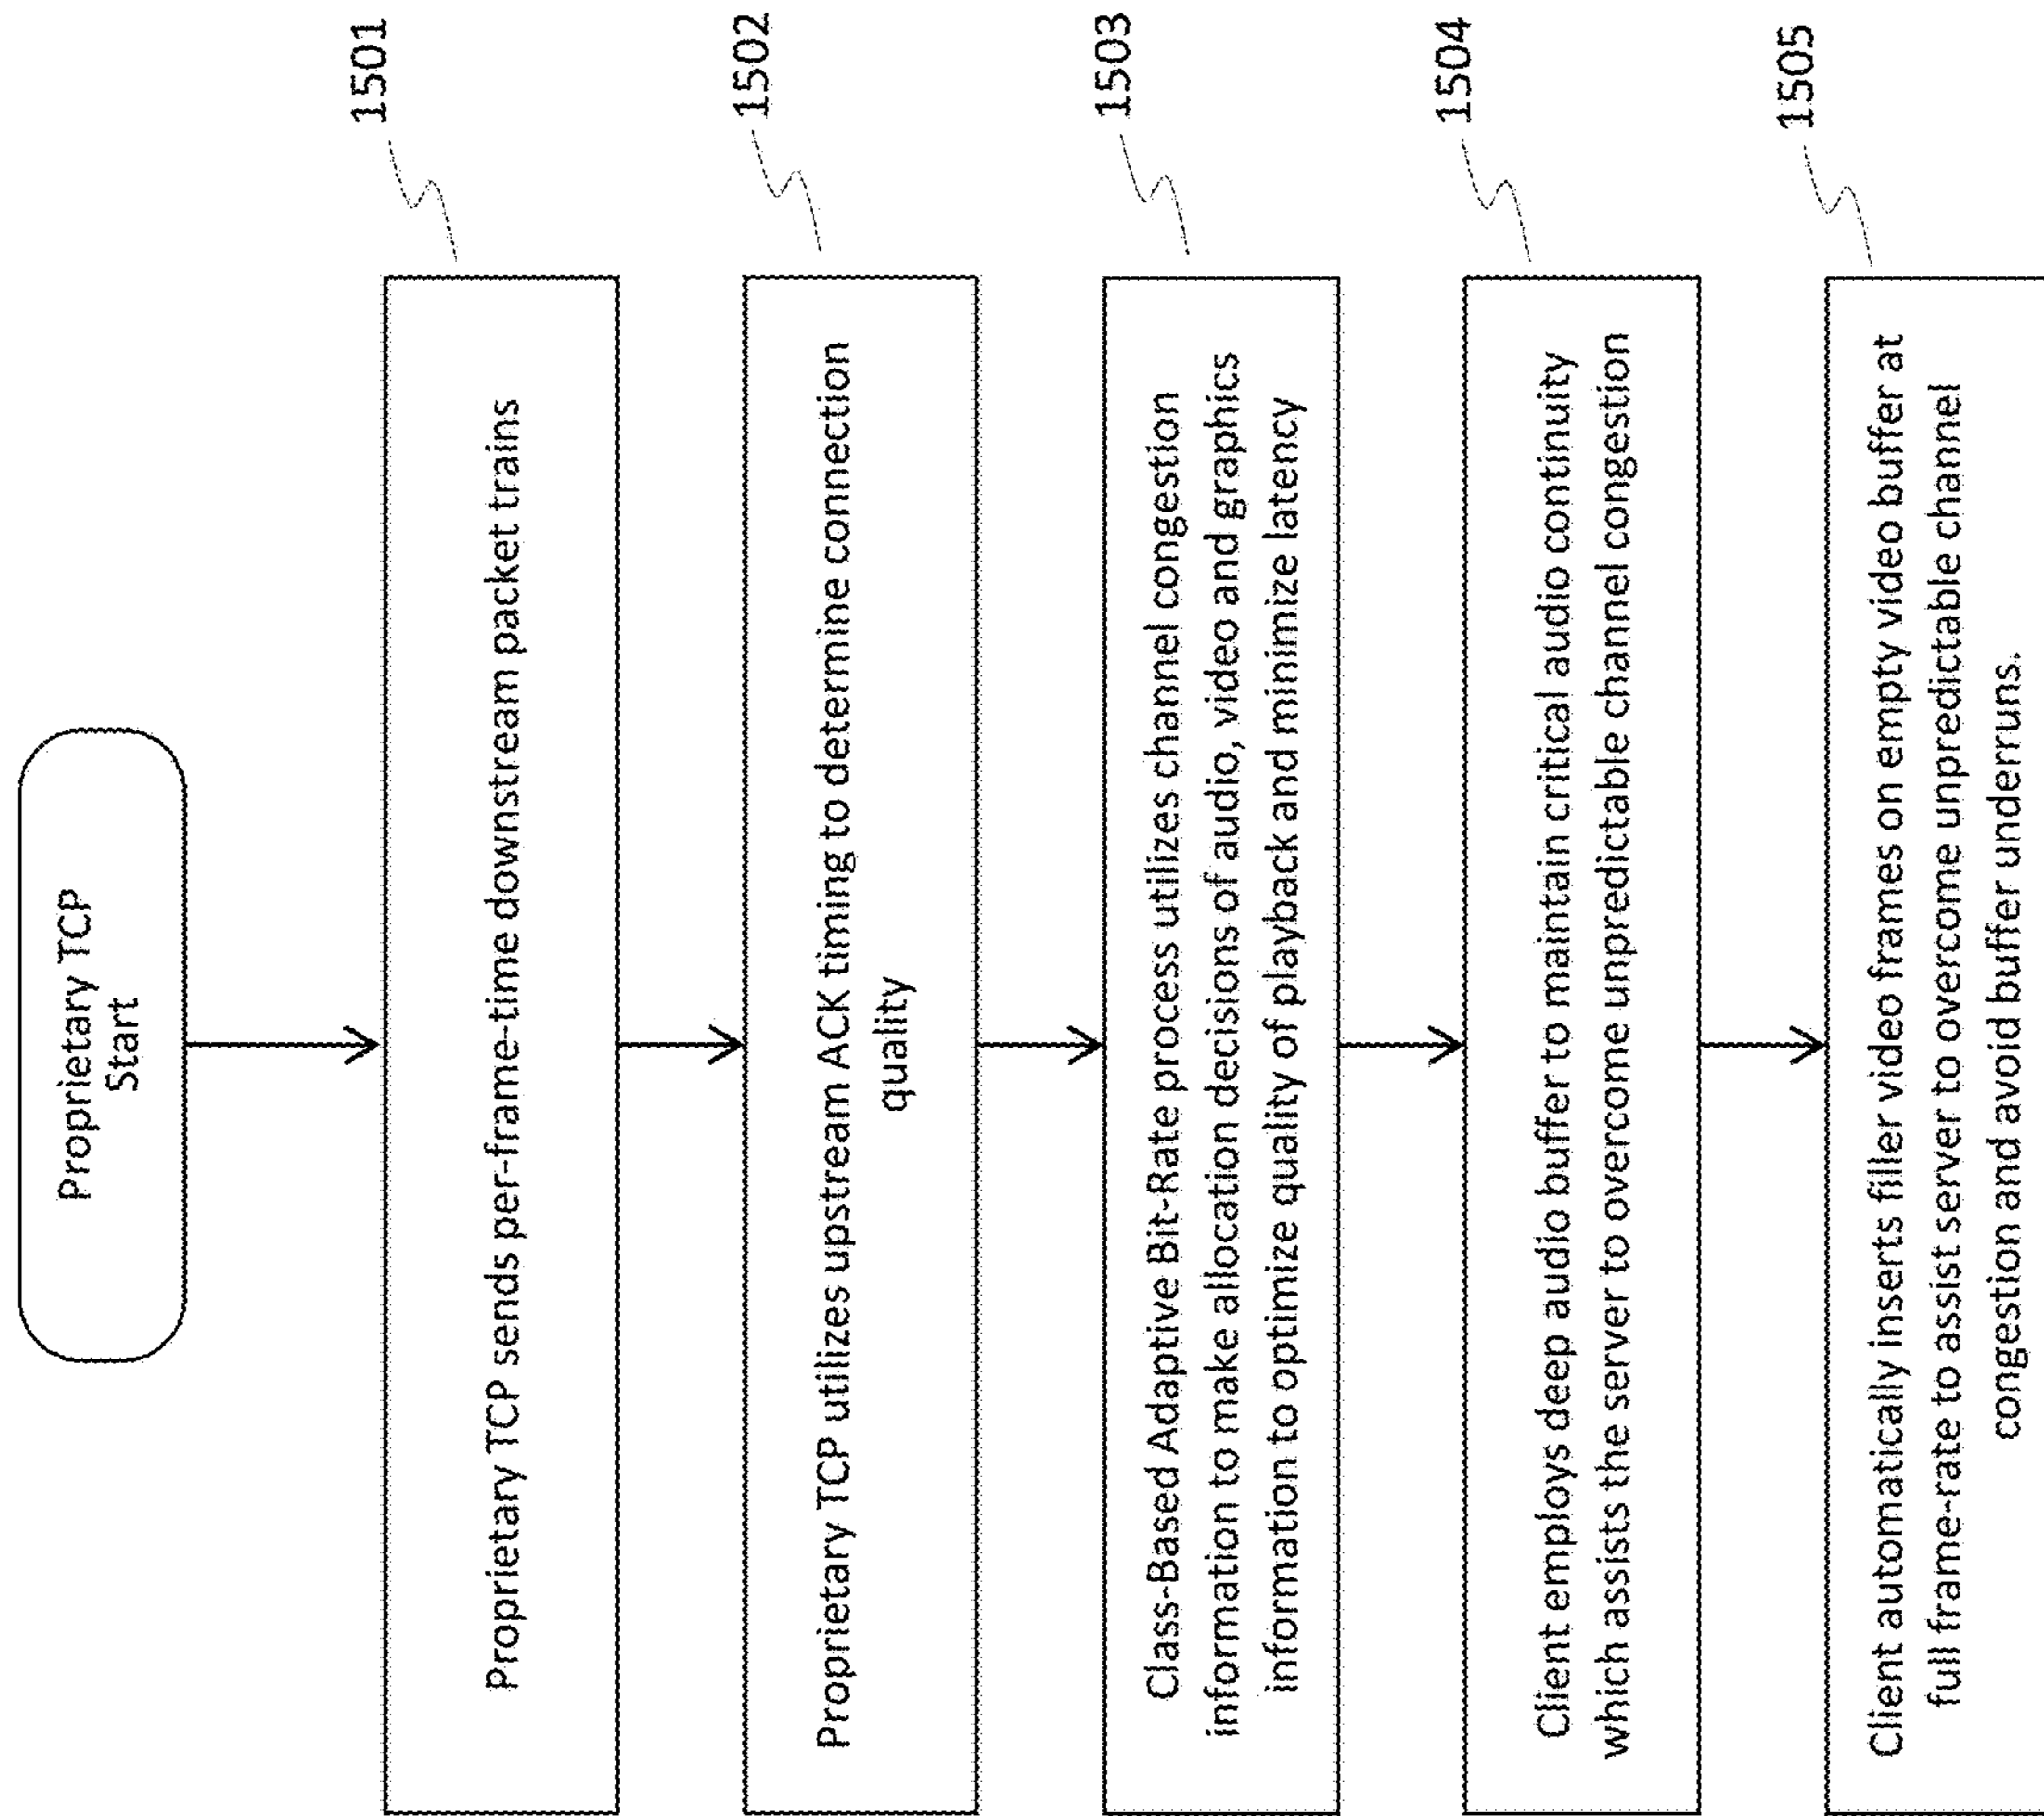 Proprietary TCP
Start
1501
Proprietary TCP sends per-frame-time downstream packet trains
1502
Proprietary TCP utilizes upstream ACK timing to determine connection
quality
1503
Class-Based Adaptive Bit-Rate process utilizes channel congestion
information to make allocation decisions of audio, video and graphics
information to optimize quality of playback and minimize latency
1504
Client employs deep audio buffer to maintain critical audio continuity
which assists the server to overcome unpredictable channel congestion
1505
Client automatically inserts filler video frames on empty video buffer at
full frame-rate to assist server to overcome unpredictable channel
congestion and avoid buffer underruns.